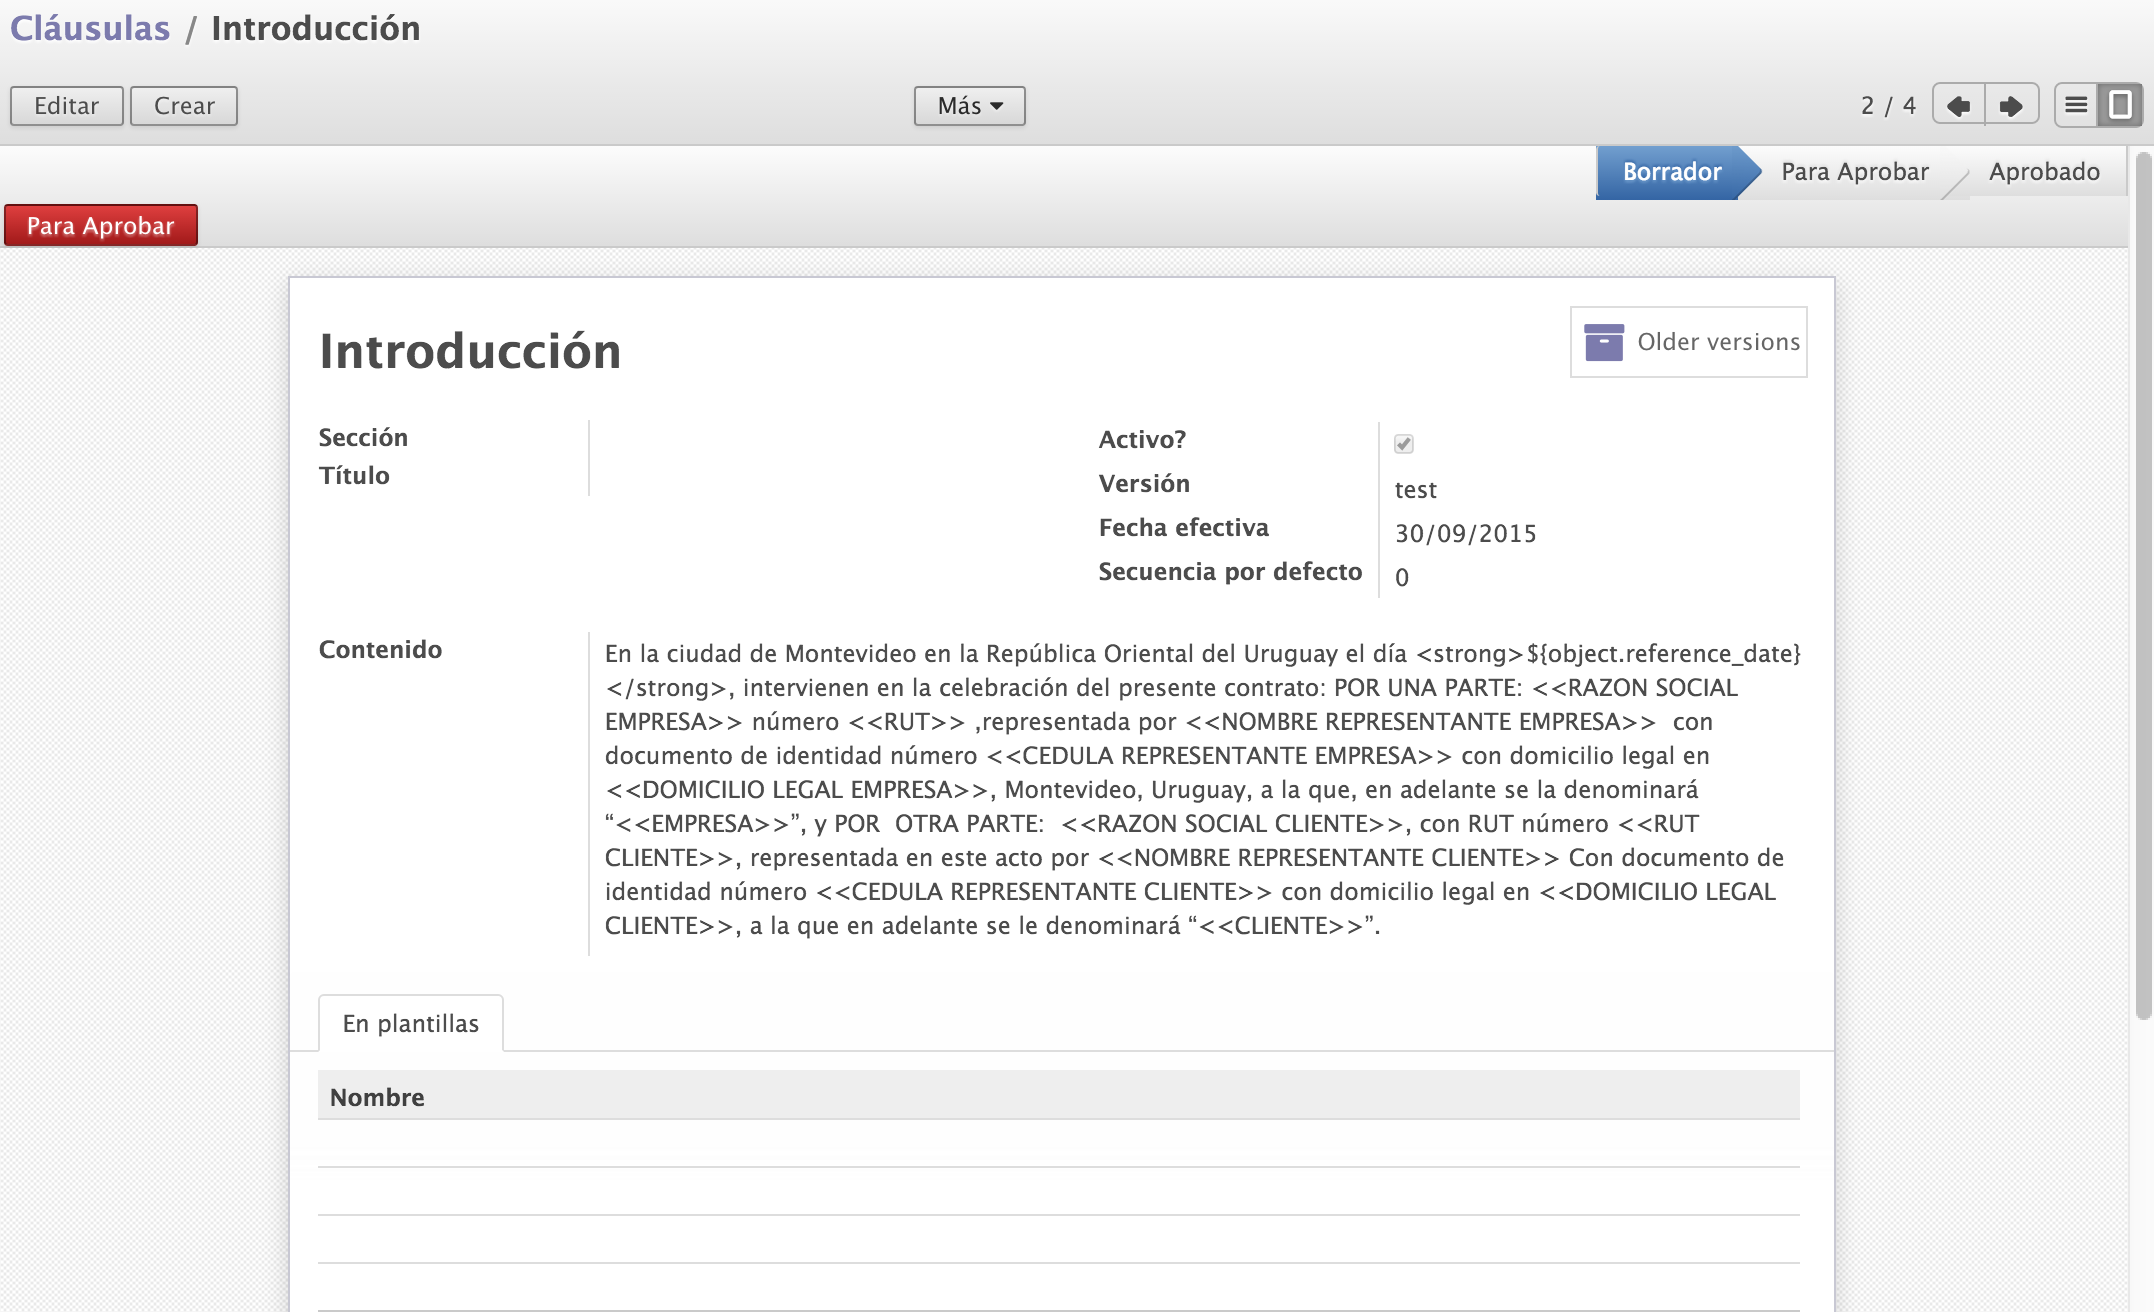 Cláusulas / Introducción
Editar Crear Más 2 / 4
Borrador Para Aprobar Aprobado
Para Aprobar
Introducción
Older versions
Sección
Título
Activo?
Versión test
Fecha efectiva 30/09/2015
Secuencia por defecto 0
Contenido
En la ciudad de Montevideo en la República Oriental del Uruguay el día <strong>${object.reference_date}
</strong>, intervienen en la celebración del presente contrato: POR UNA PARTE: <<RAZON SOCIAL
EMPRESA>> número <<RUT>> ,representada por <<NOMBRE REPRESENTANTE EMPRESA>>  con
documento de identidad número <<CEDULA REPRESENTANTE EMPRESA>> con domicilio legal en
<<DOMICILIO LEGAL EMPRESA>>, Montevideo, Uruguay, a la que, en adelante se la denominará
“<<EMPRESA>>”, y POR  OTRA PARTE:  <<RAZON SOCIAL CLIENTE>>, con RUT número <<RUT
CLIENTE>>, representada en este acto por <<NOMBRE REPRESENTANTE CLIENTE>> Con documento de
identidad número <<CEDULA REPRESENTANTE CLIENTE>> con domicilio legal en <<DOMICILIO LEGAL
CLIENTE>>, a la que en adelante se le denominará “<<CLIENTE>>”.
En plantillas
Nombre